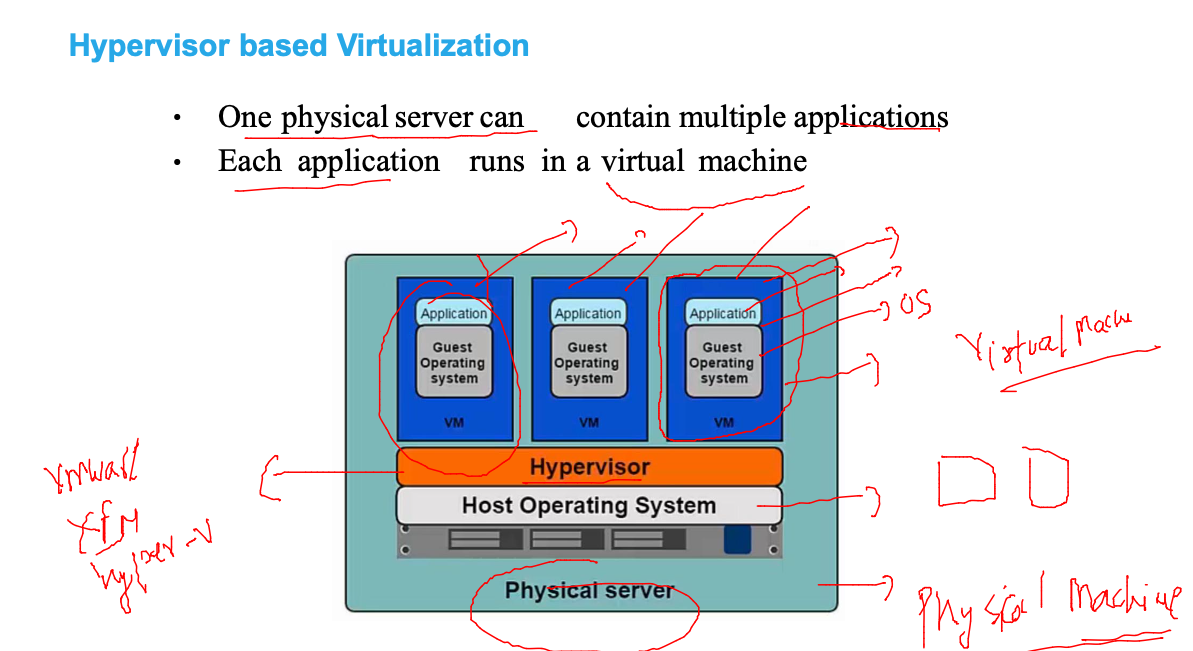 Hypervisor based Virtualization
• One physical server can contain multiple applications
• Each application runs in a virtual machine
Application Application Application
Guest Operating system Guest Operating system Guest Operating system
VM VM VM
OS
Virtual Mache
Hypervisor
Host Operating System
Physical server
VMware
hyper-V
Physical Machine